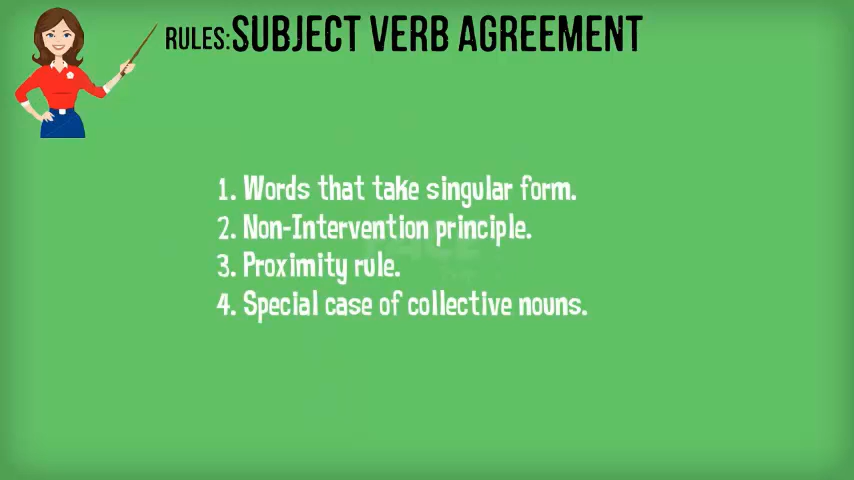 RULES:SUBJECT VERB AGREEMENT
1. Words that take singular form.
2. Non-Intervention principle.
3. Proximity rule.
4. Special case of collective nouns.